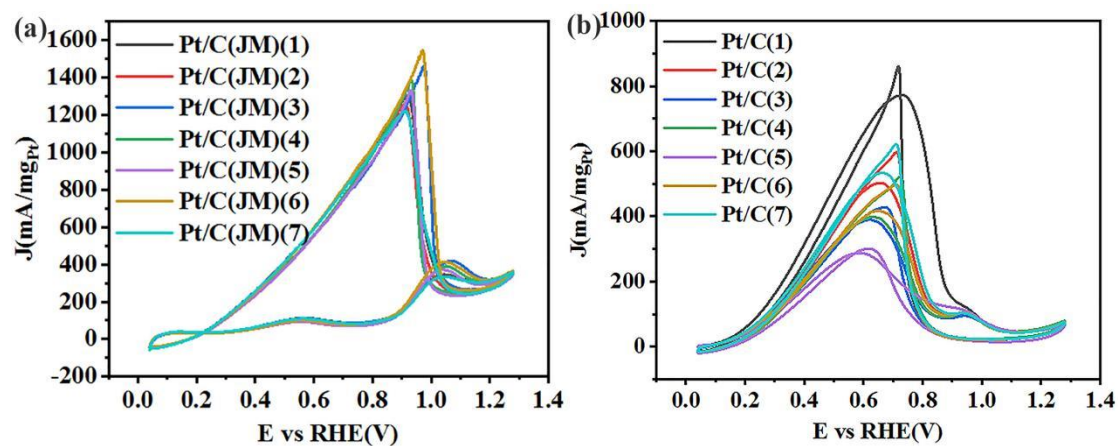 (a)
Pt/C(JM)(1)
Pt/C(JM)(2)
Pt/C(JM)(3)
Pt/C(JM)(4)
Pt/C(JM)(5)
Pt/C(JM)(6)
Pt/C(JM)(7)
1600
1400
1200
1000
800
600
400
200
0
-200
J(mA/mgPt)
0.0 0.2 0.4 0.6 0.8 1.0 1.2 1.4
E vs RHE(V)
(b)
Pt/C(1)
Pt/C(2)
Pt/C(3)
Pt/C(4)
Pt/C(5)
Pt/C(6)
Pt/C(7)
1000
800
600
400
200
0
J(mA/mgPt)
0.0 0.2 0.4 0.6 0.8 1.0 1.2 1.4
E vs RHE(V)